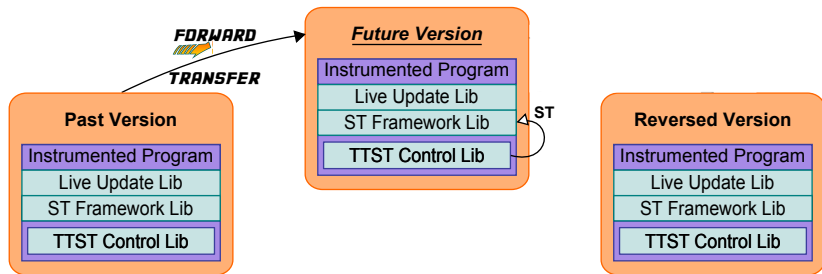 FORWARD
TRANSFER
Past Version
Instrumented Program
Live Update Lib
ST Framework Lib
TTST Control Lib
Future Version
Instrumented Program
Live Update Lib
ST Framework Lib
TTST Control Lib
ST
Reversed Version
Instrumented Program
Live Update Lib
ST Framework Lib
TTST Control Lib